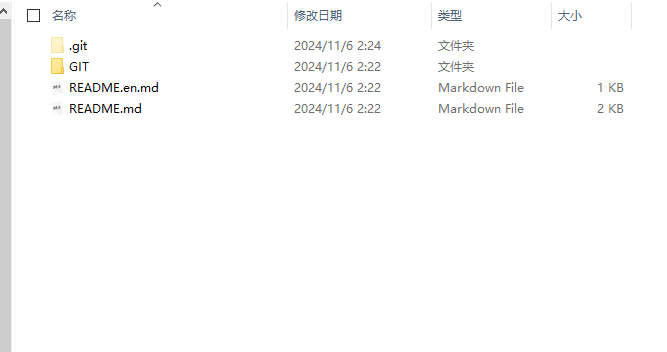 名称 修改日期 类型 大小
.git 2024/11/6 2:24 文件夹
GIT 2024/11/6 2:22 文件夹
README.en.md 2024/11/6 2:22 Markdown File 1 KB
README.md 2024/11/6 2:22 Markdown File 2 KB